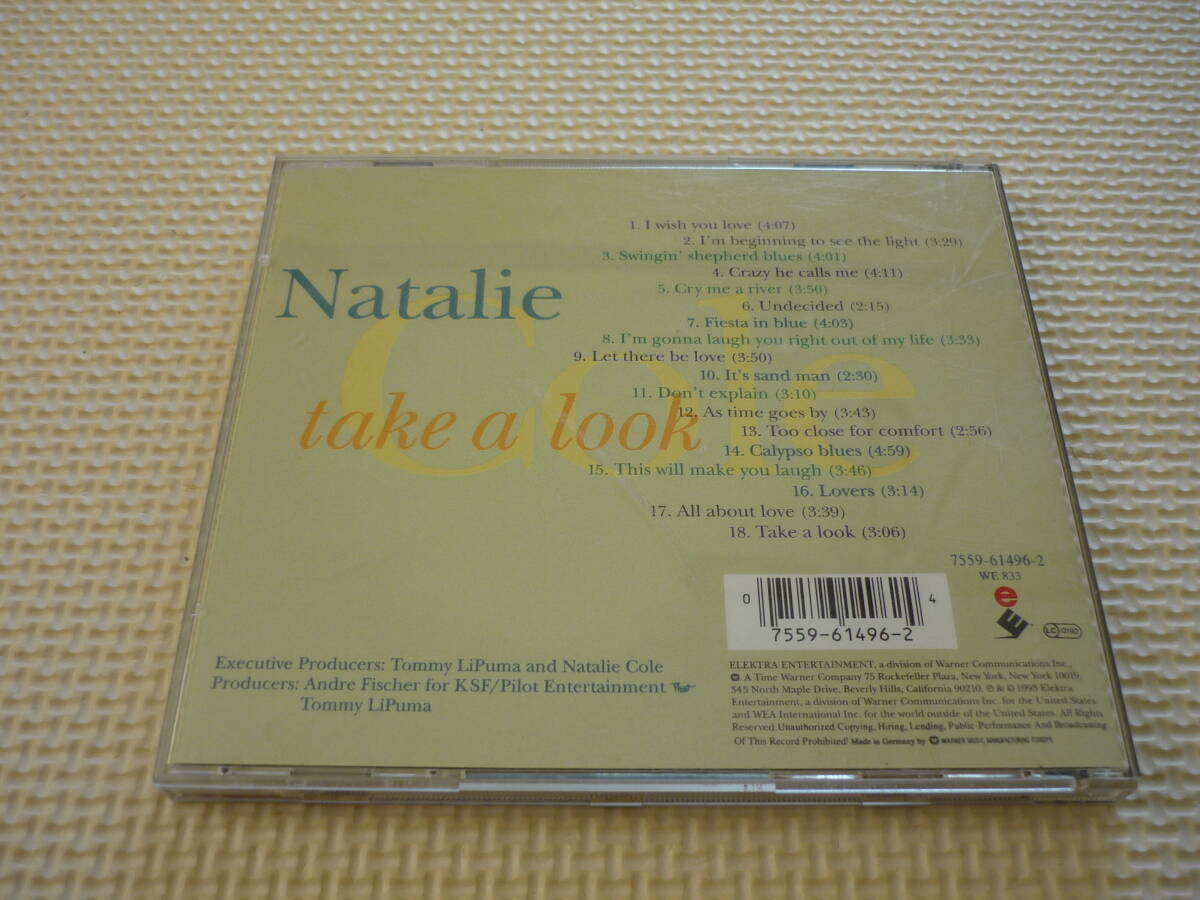 1. I wish you love (4:07)
2. I'm beginning to see the light (3:29)
3. Swingin' shepherd blues (4:01)
4. Crazy he calls me (4:11)
5. Cry me a river (3:50)
6. Undecided (2:15)
7. Fiesta in blue (4:03)
8. I'm gonna laugh you right out of my life (3:33)
9. Let there be love (3:50)
10. It's sand man (2:30)
11. Don't explain (3:10)
12. As time goes by (3:43)
13. Too close for comfort (2:56)
14. Calypso blues (4:59)
15. This will make you laugh (3:46)
16. Lovers (3:14)
17. All about love (3:39)
18. Take a look (3:06)
Natalie
Cole
take a look
7559-61496-2
WE 833
e
E
LC 0192
0
4
7559-61496-2
Executive Producers: Tommy LiPuma and Natalie Cole
Producers: Andre Fischer for KSF/Pilot Entertainment
Tommy LiPuma
ELEKTRA ENTERTAINMENT, a division of Warner Communications Inc.,
A Time Warner Company 75 Rockefeller Plaza, New York, New York 10019.
345 North Maple Drive, Beverly Hills, California 90210. ℗ & © 1993 Elektra
Entertainment, a division of Warner Communications Inc. for the United States
and WEA International Inc. for the world outside of the United States. All Rights
Reserved.Unauthorized Copying, Hiring, Lending, Public Performance And Broadcasting
Of This Record Prohibited! Made in Germany by WARNER MUSIC MANUFACTURING EUROPE